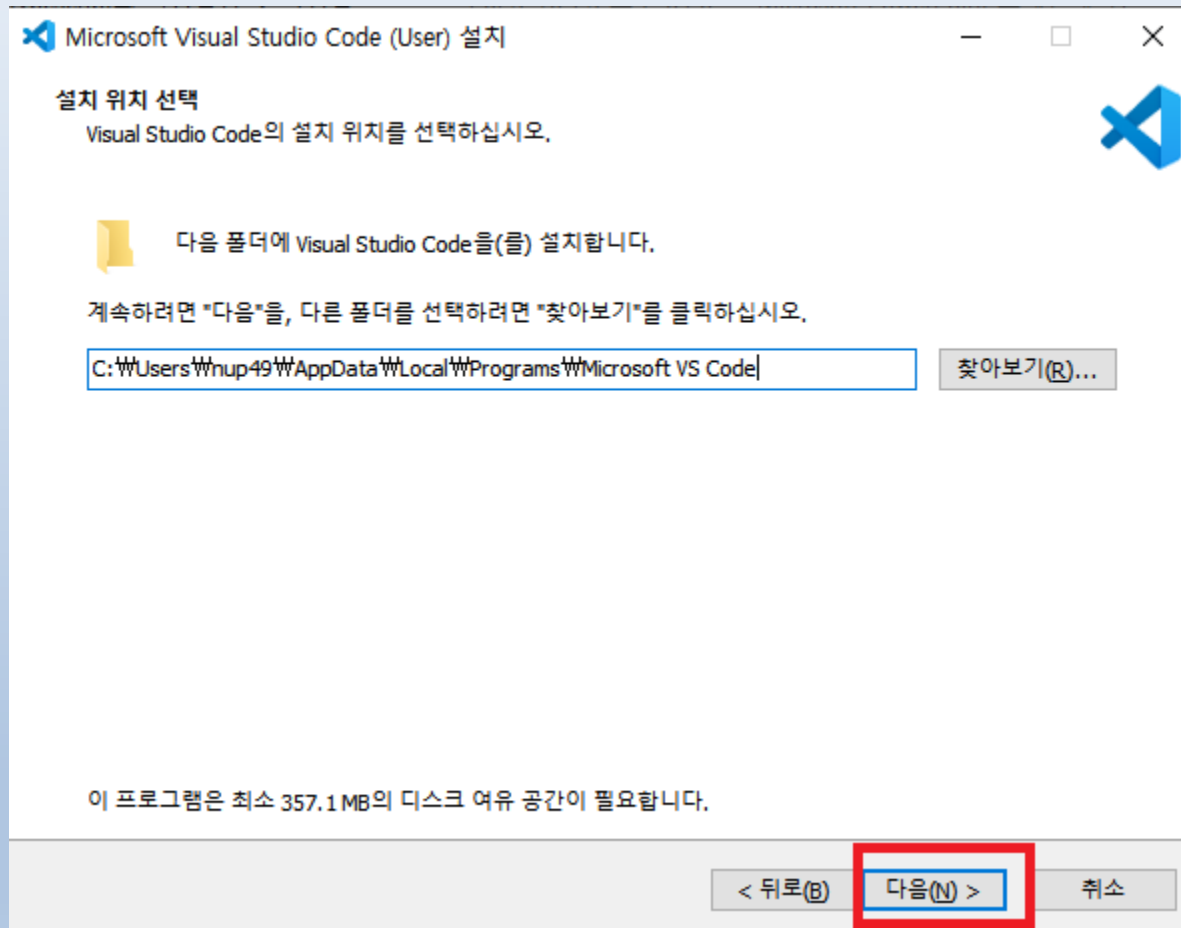 Microsoft Visual Studio Code (User) 설치
설치 위치 선택
Visual Studio Code의 설치 위치를 선택하십시오.
다음 폴더에 Visual Studio Code을(를) 설치합니다.
계속하려면 "다음"을, 다른 폴더를 선택하려면 "찾아보기"를 클릭하십시오.
C:₩Users₩nup49₩AppData₩Local₩Programs₩Microsoft VS Code
찾아보기(R)...
이 프로그램은 최소 357.1 MB의 디스크 여유 공간이 필요합니다.
< 뒤로(B) 다음(N) > 취소